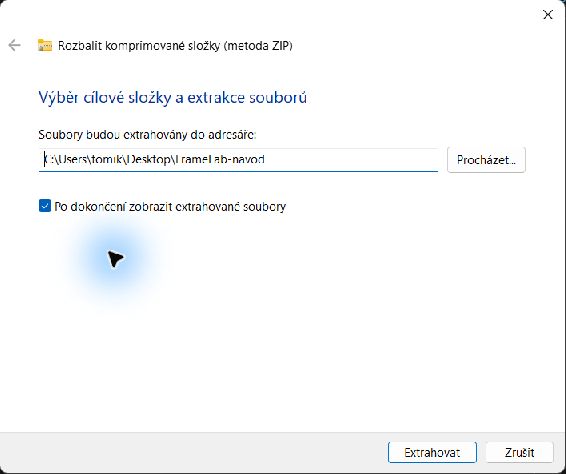 Rozbalit komprimované složky (metoda ZIP)
Výběr cílové složky a extrakce souborů
Soubory budou extrahovány do adresáře:
C:\Users\tomik\Desktop\FrameLab-navod
Procházet...
Po dokončení zobrazit extrahované soubory
Extrahovat
Zrušit